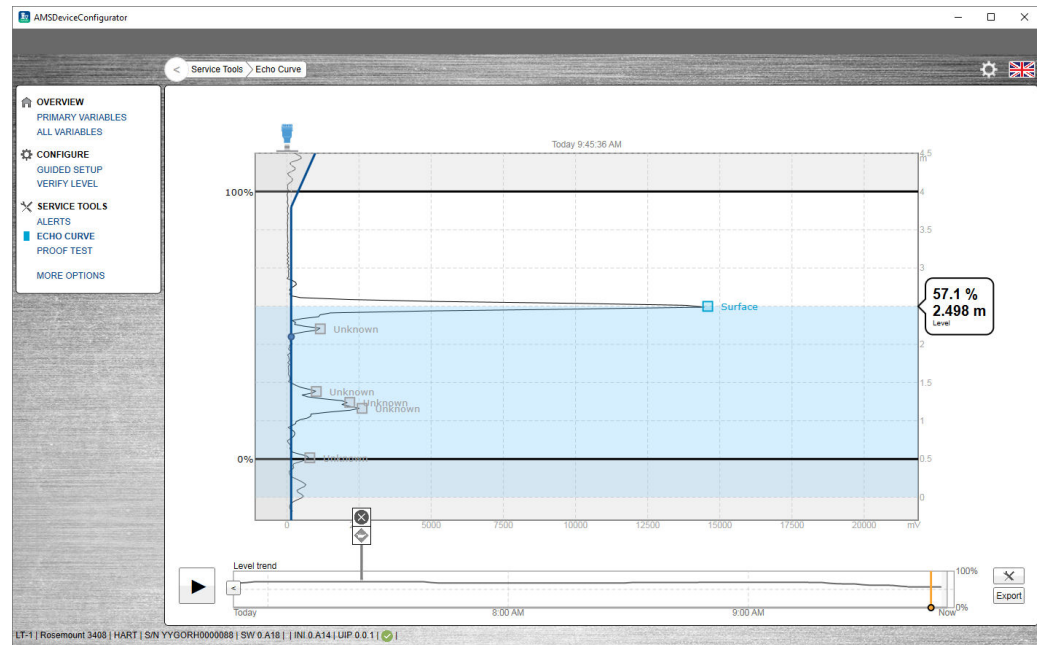 AMSDeviceConfigurator
Service Tools
Echo Curve
OVERVIEW
PRIMARY VARIABLES
ALL VARIABLES
CONFIGURE
GUIDED SETUP
VERIFY LEVEL
SERVICE TOOLS
ALERTS
ECHO CURVE
PROOF TEST
MORE OPTIONS
Today 9:45:36 AM
4.5
m
100%
4
3.5
3
57.1 %
2.498 m
Level
Surface
Unknown
2
Unknown
1.5
Unknown
Unknown
1
0%
Unknown
0.5
0
0
5000
7500
10000
12500
15000
17500
20000
mV
Level trend
<
100%
0%
Today
8:00 AM
9:00 AM
Now
Export
LT-1 | Rosemount 3408 | HART | S/N YYGORH0000088 | SW 0.A18 | | INI.0.A14 | UIP 0.0.1 | |